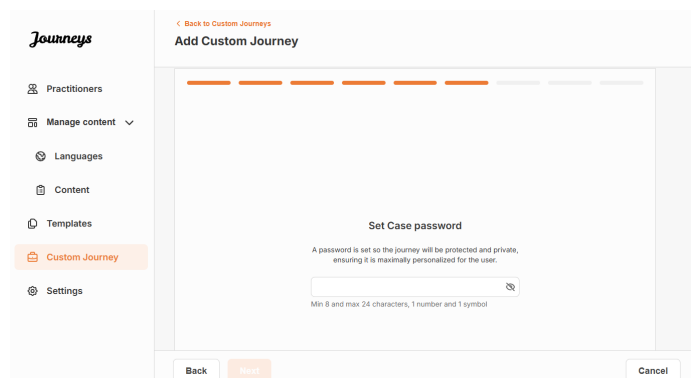 Journeys
Back to Custom Journeys
Add Custom Journey
Practitioners
Manage content
Languages
Content
Templates
Custom Journey
Settings
Set Case password
A password is set so the journey will be protected and private,
ensuring it is maximally personalized for the user.
Min 8 and max 24 characters, 1 number and 1 symbol
Back
Next
Cancel